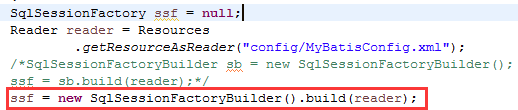 SqlSessionFactory ssf = null;
Reader reader = Resources
.getResourceAsReader("config/MyBatisConfig.xml");
/*SqlSessionFactoryBuilder sb = new SqlSessionFactoryBuilder();
ssf = sb.build(reader);*/
ssf = new SqlSessionFactoryBuilder().build(reader);